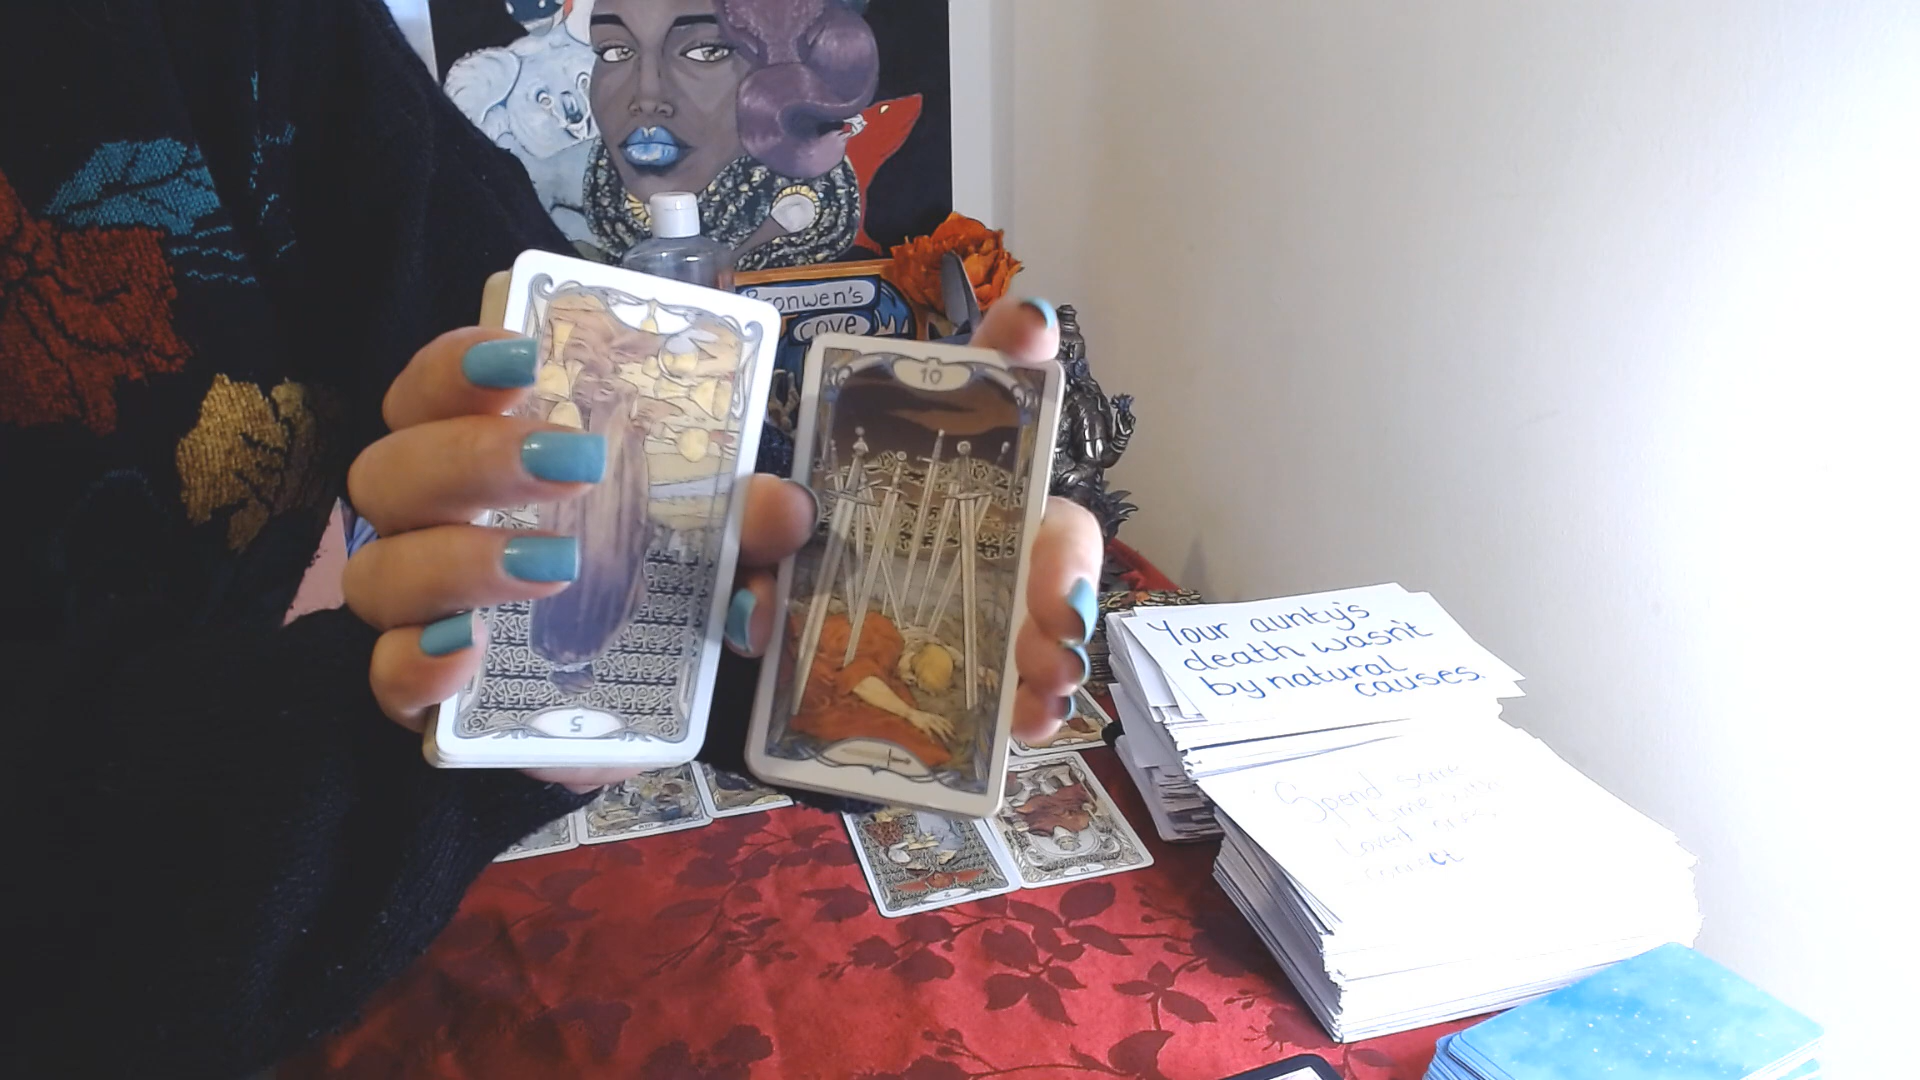 Bronwen's
cove
10
5
Your aunty's
death wasn't
by natural
causes.
Spend some
time with
Loved ones